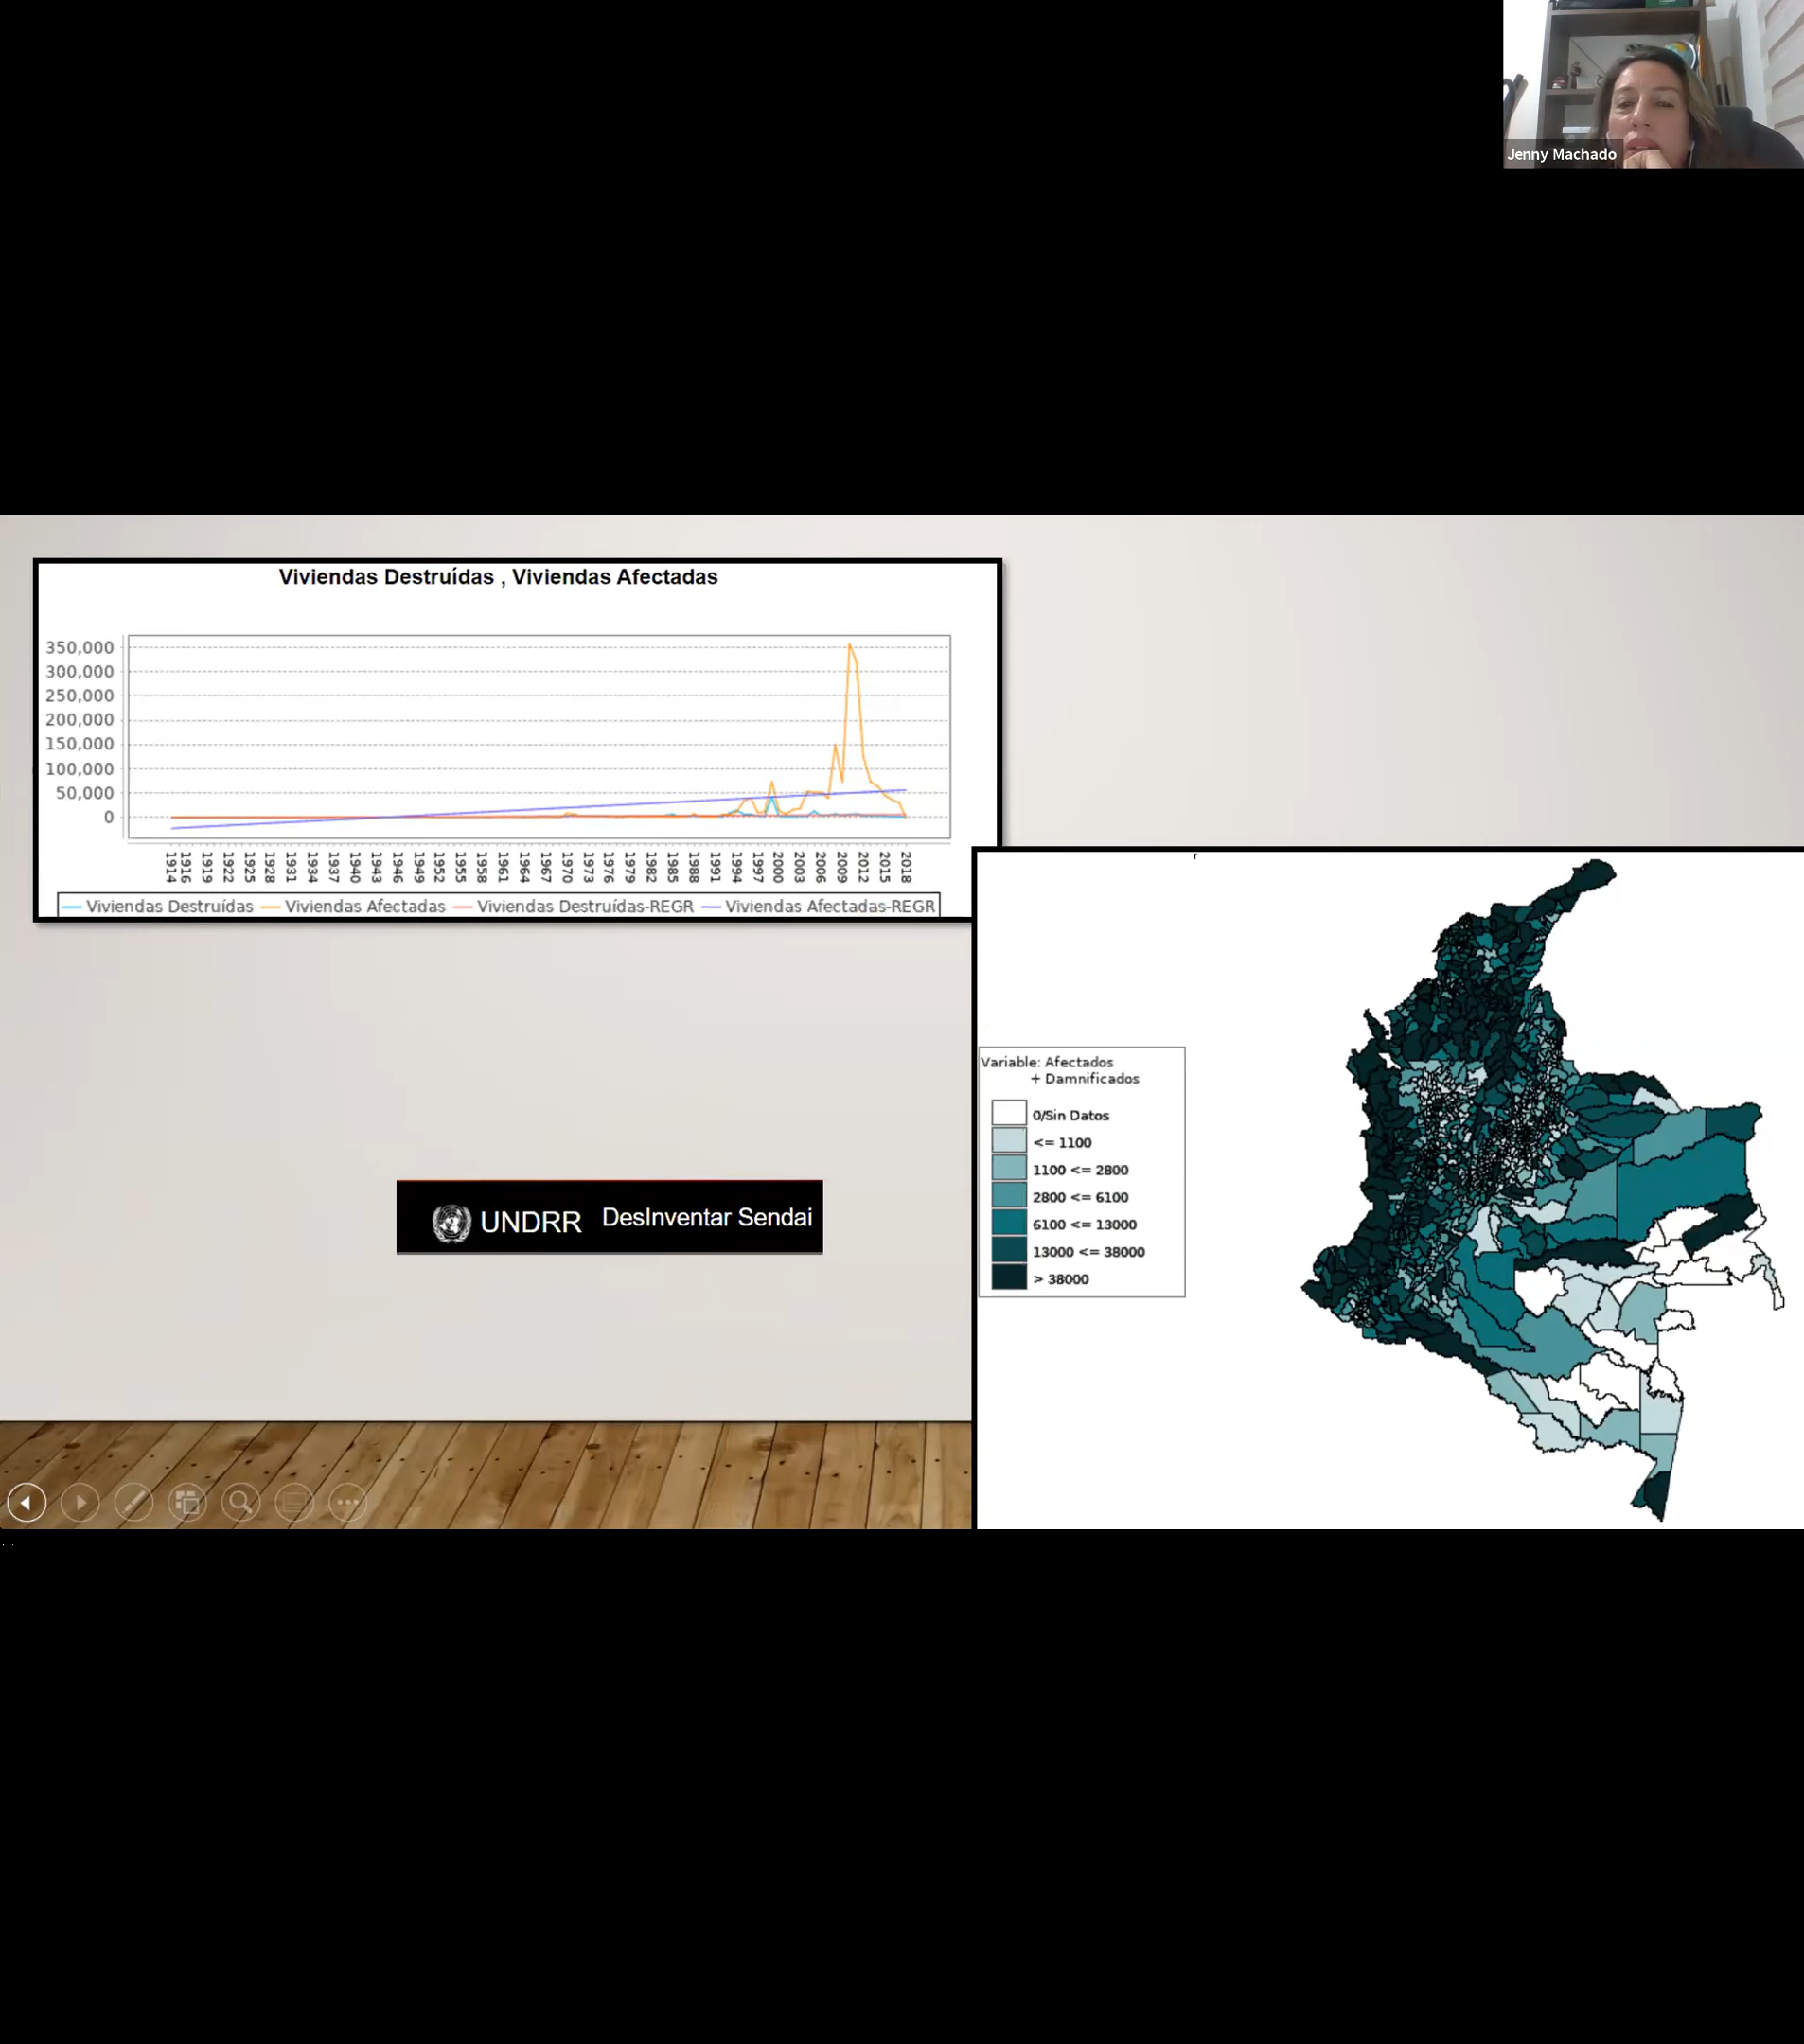 Jenny Machado
Viviendas Destruídas , Viviendas Afectadas
350,000
300,000
250,000
200,000
150,000
100,000
50,000
0
1914 1916 1919 1922 1925 1928 1931 1934 1937 1940 1943 1946 1949 1952 1955 1958 1961 1964 1967 1970 1973 1976 1979 1982 1985 1988 1991 1994 1997 2000 2003 2006 2009 2012 2015 2018
Viviendas Destruídas Viviendas Afectadas Viviendas Destruídas-REGR Viviendas Afectadas-REGR
Variable: Afectados
+ Damnificados
0/Sin Datos
<= 1100
1100 <= 2800
2800 <= 6100
6100 <= 13000
13000 <= 38000
> 38000
UNDRR DesInventar Sendai